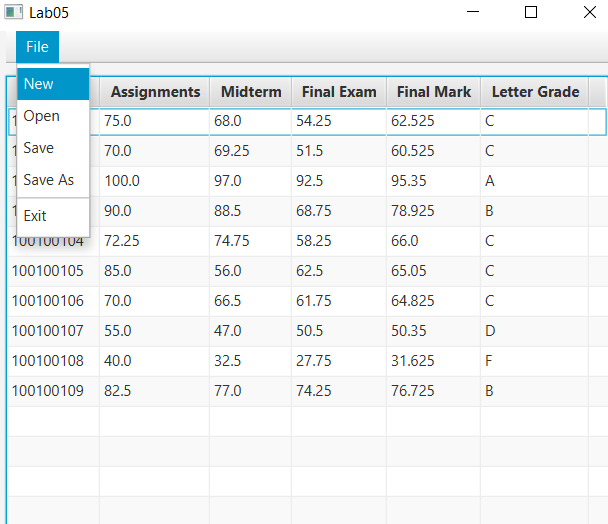 Lab05
File
New
Open
Save
Save As
Exit
Assignments Midterm Final Exam Final Mark Letter Grade
75.0 68.0 54.25 62.525 C
70.0 69.25 51.5 60.525 C
100.0 97.0 92.5 95.35 A
90.0 88.5 68.75 78.925 B
100100104 72.25 74.75 58.25 66.0 C
100100105 85.0 56.0 62.5 65.05 C
100100106 70.0 66.5 61.75 64.825 C
100100107 55.0 47.0 50.5 50.35 D
100100108 40.0 32.5 27.75 31.625 F
100100109 82.5 77.0 74.25 76.725 B